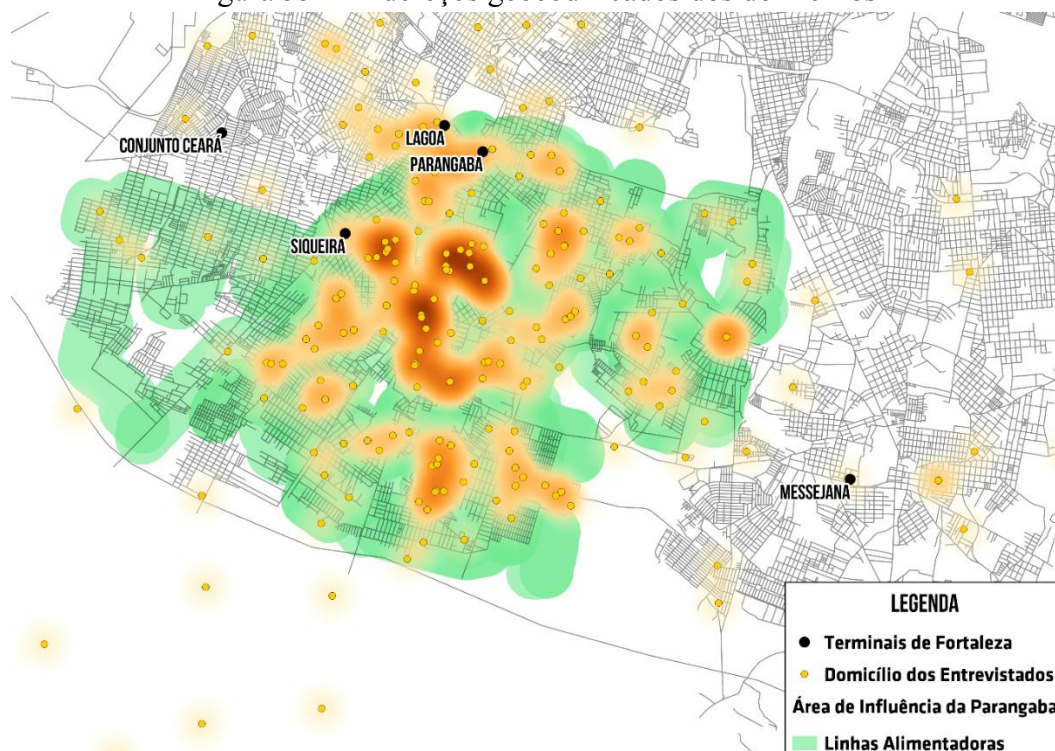 CONJUNTO CEARÁ
LAGOA
PARANGABA
SIQUEIRA
MESSEJANA
LEGENDA
Terminais de Fortaleza
Domicílio dos Entrevistados
Área de Influência da Parangaba
Linhas Alimentadoras